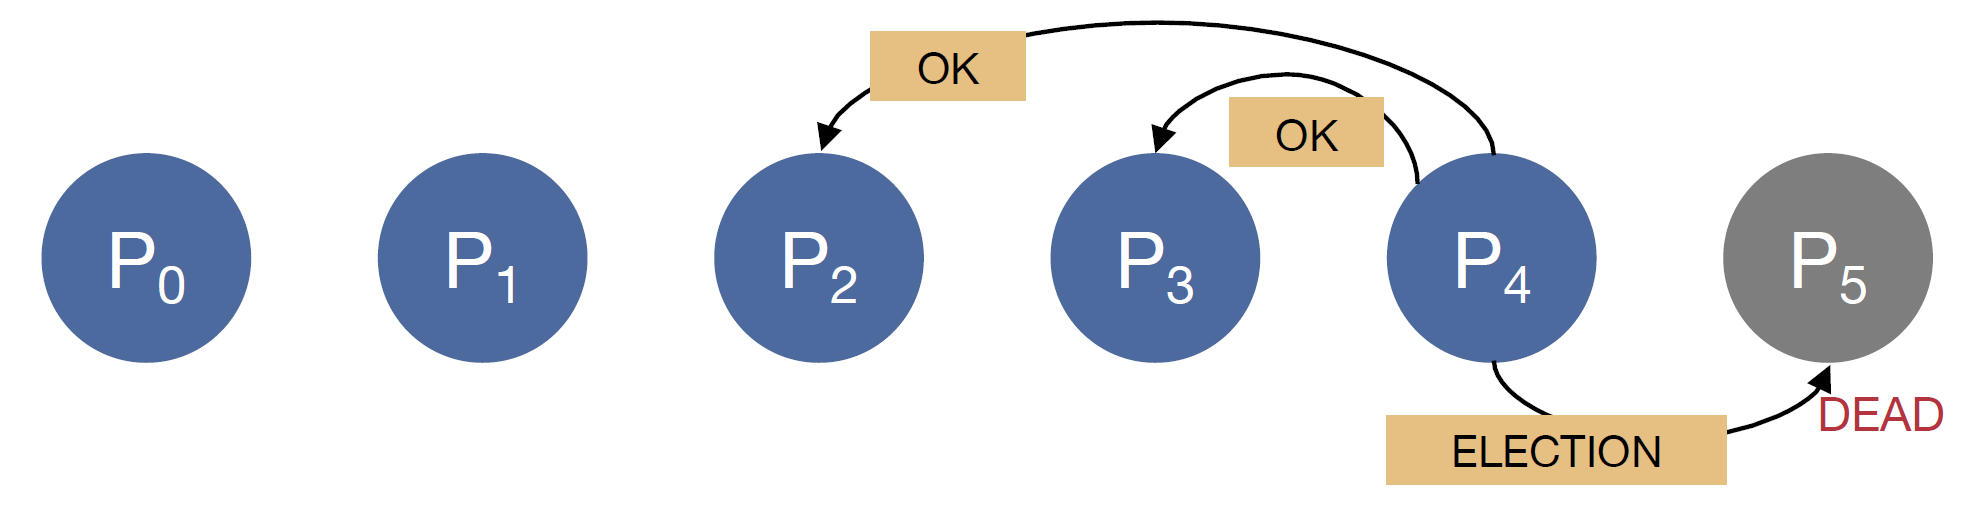 OK
OK
P0 P1 P2 P3 P4 P5
DEAD
ELECTION